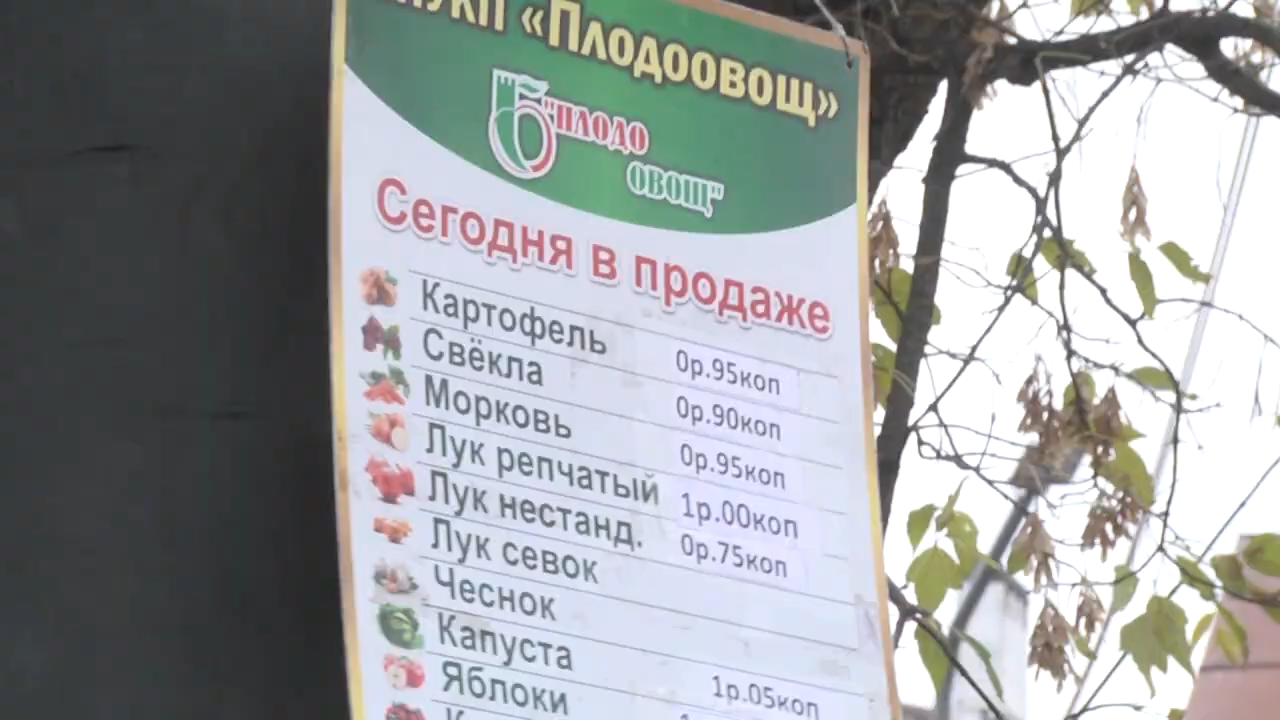 «Плодоовощ»
"ПЛОДО
ОВОЩ"
Сегодня в продаже
Картофель 0р.95коп
Свёкла 0р.90коп
Морковь 0р.95коп
Лук репчатый 1р.00коп
Лук нестанд. 0р.75коп
Лук севок
Чеснок
Капуста 1р.05коп
Яблоки